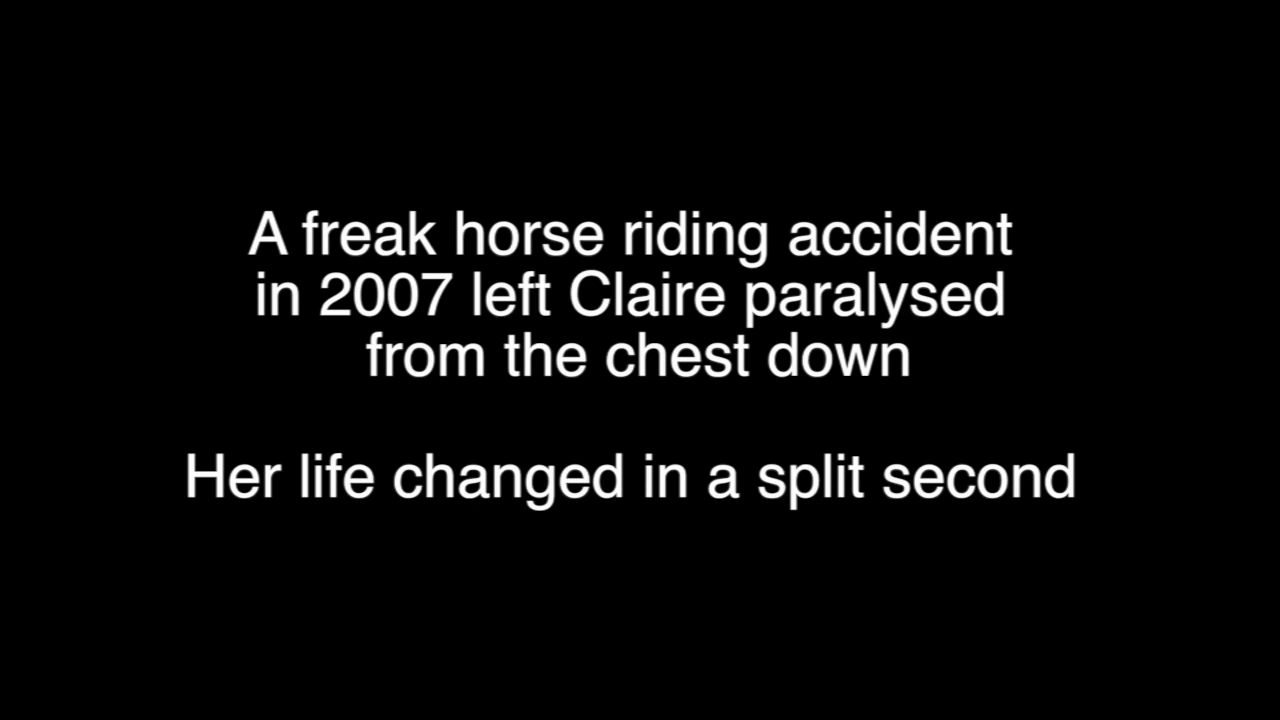 A freak horse riding accident
in 2007 left Claire paralysed
from the chest down
Her life changed in a split second